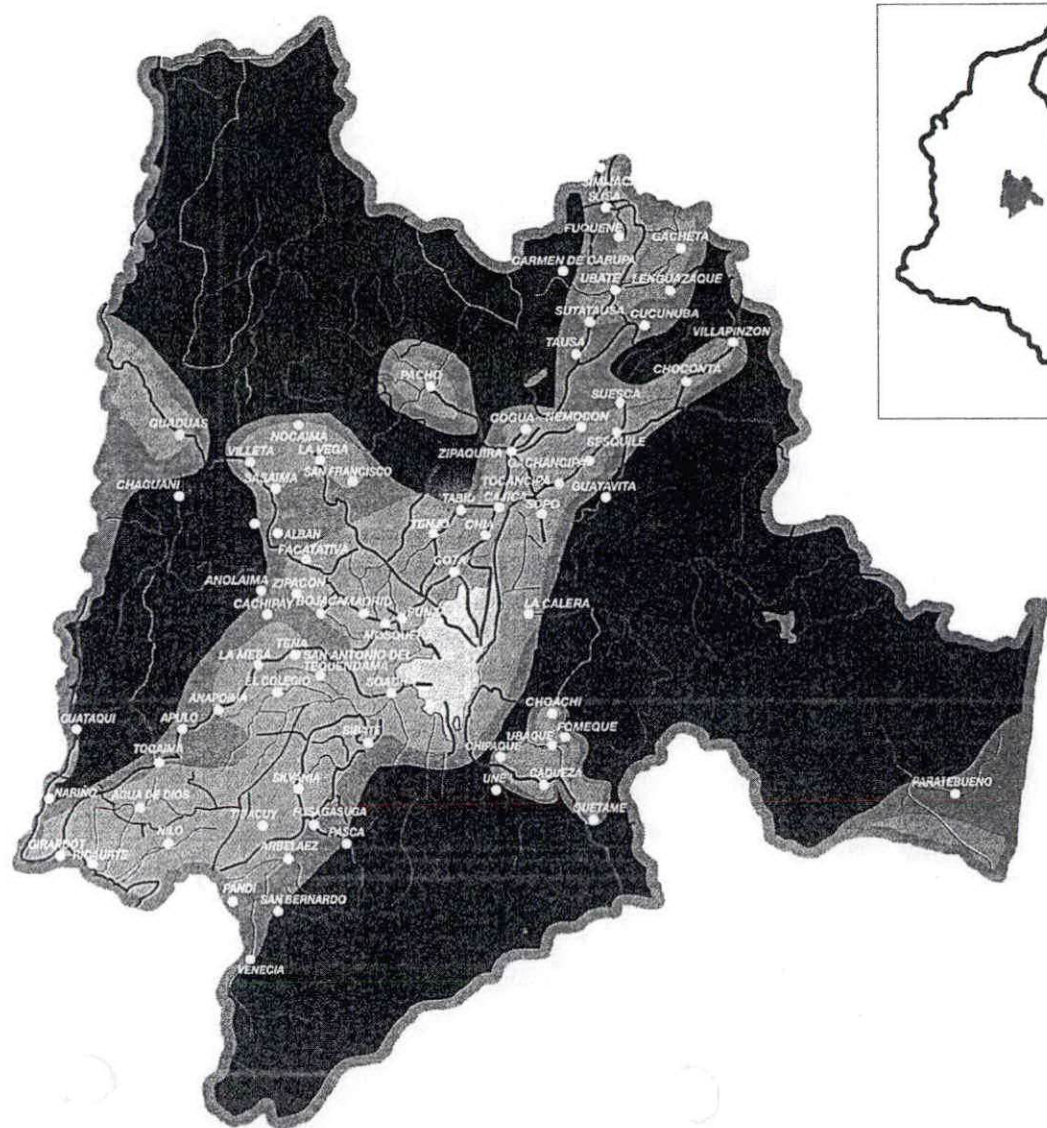 SIMIJACA
SUSA
FUQUENE
GACHETA
CARMEN DE CARUPA
UBATE
LENGUAZAQUE
SUTATAUSA
CUCUNUBA
VILLAPINZON
TAUSA
PACHO
CHOCONTA
SUESCA
GUADUAS
NOCAIMA
COGUA
NEMOCON
SESQUILE
VILLETA
LA VEGA
ZIPAQUIRA
GACHANCIPA
SASAIMA
SAN FRANCISCO
TOCANCIPA
GUATAVITA
CHAGUANI
TABIO
CAJICA
SOPO
ALBAN
TENJO
CHIA
FACATATIVA
COTA
ANOLAIMA
ZIPACON
CACHIPAY
BOJACA
MADRID
FUNZA
LA CALERA
MOSQUERA
TENA
LA MESA
SAN ANTONIO DEL
TEQUENDAMA
EL COLEGIO
SOACHA
ANAPOIMA
CHOACHI
GUATAQUI
APULO
SIBATE
UBAQUE
FOMEQUE
TOCAIMA
CHIPAQUE
NARIÑO
SILVANIA
UNE
CAQUEZA
PARATEBUENO
AGUA DE DIOS
QUETAME
TIBACUY
FUSAGASUGA
NILO
PASCA
GIRARDOT
RICAURTE
ARBELAEZ
PANDI
SAN BERNARDO
VENECIA